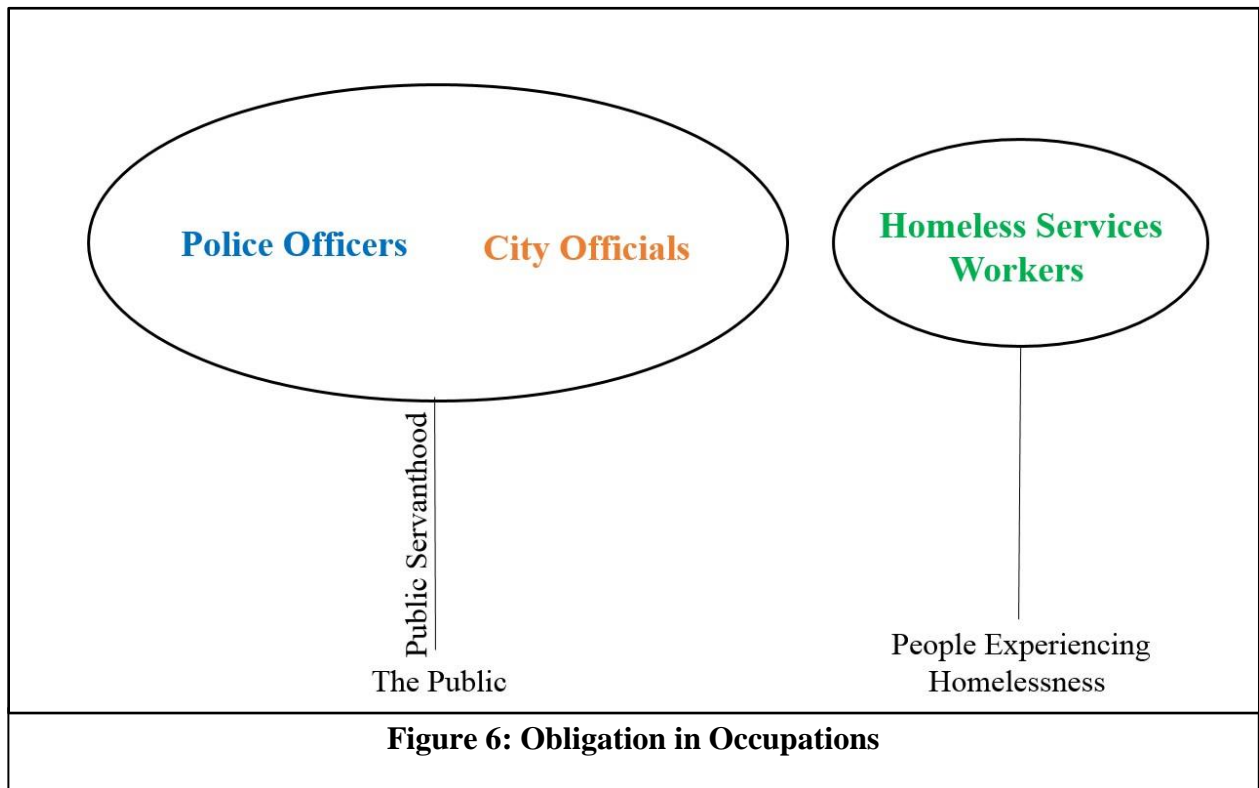 Police Officers
City Officials
Homeless Services
Workers
Public Servanthood
The Public
People Experiencing
Homelessness
Figure 6: Obligation in Occupations